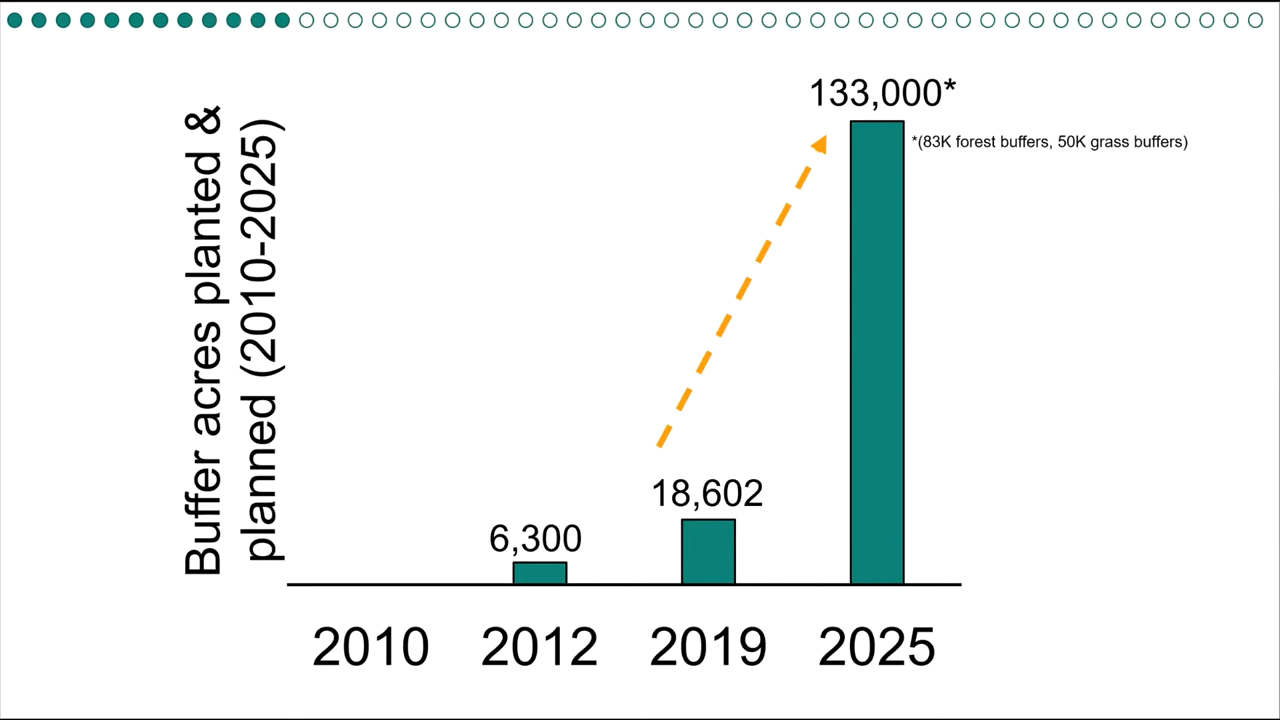 Buffer acres planted &
planned (2010-2025)
133,000*
*(83K forest buffers, 50K grass buffers)
18,602
6,300
2010 2012 2019 2025